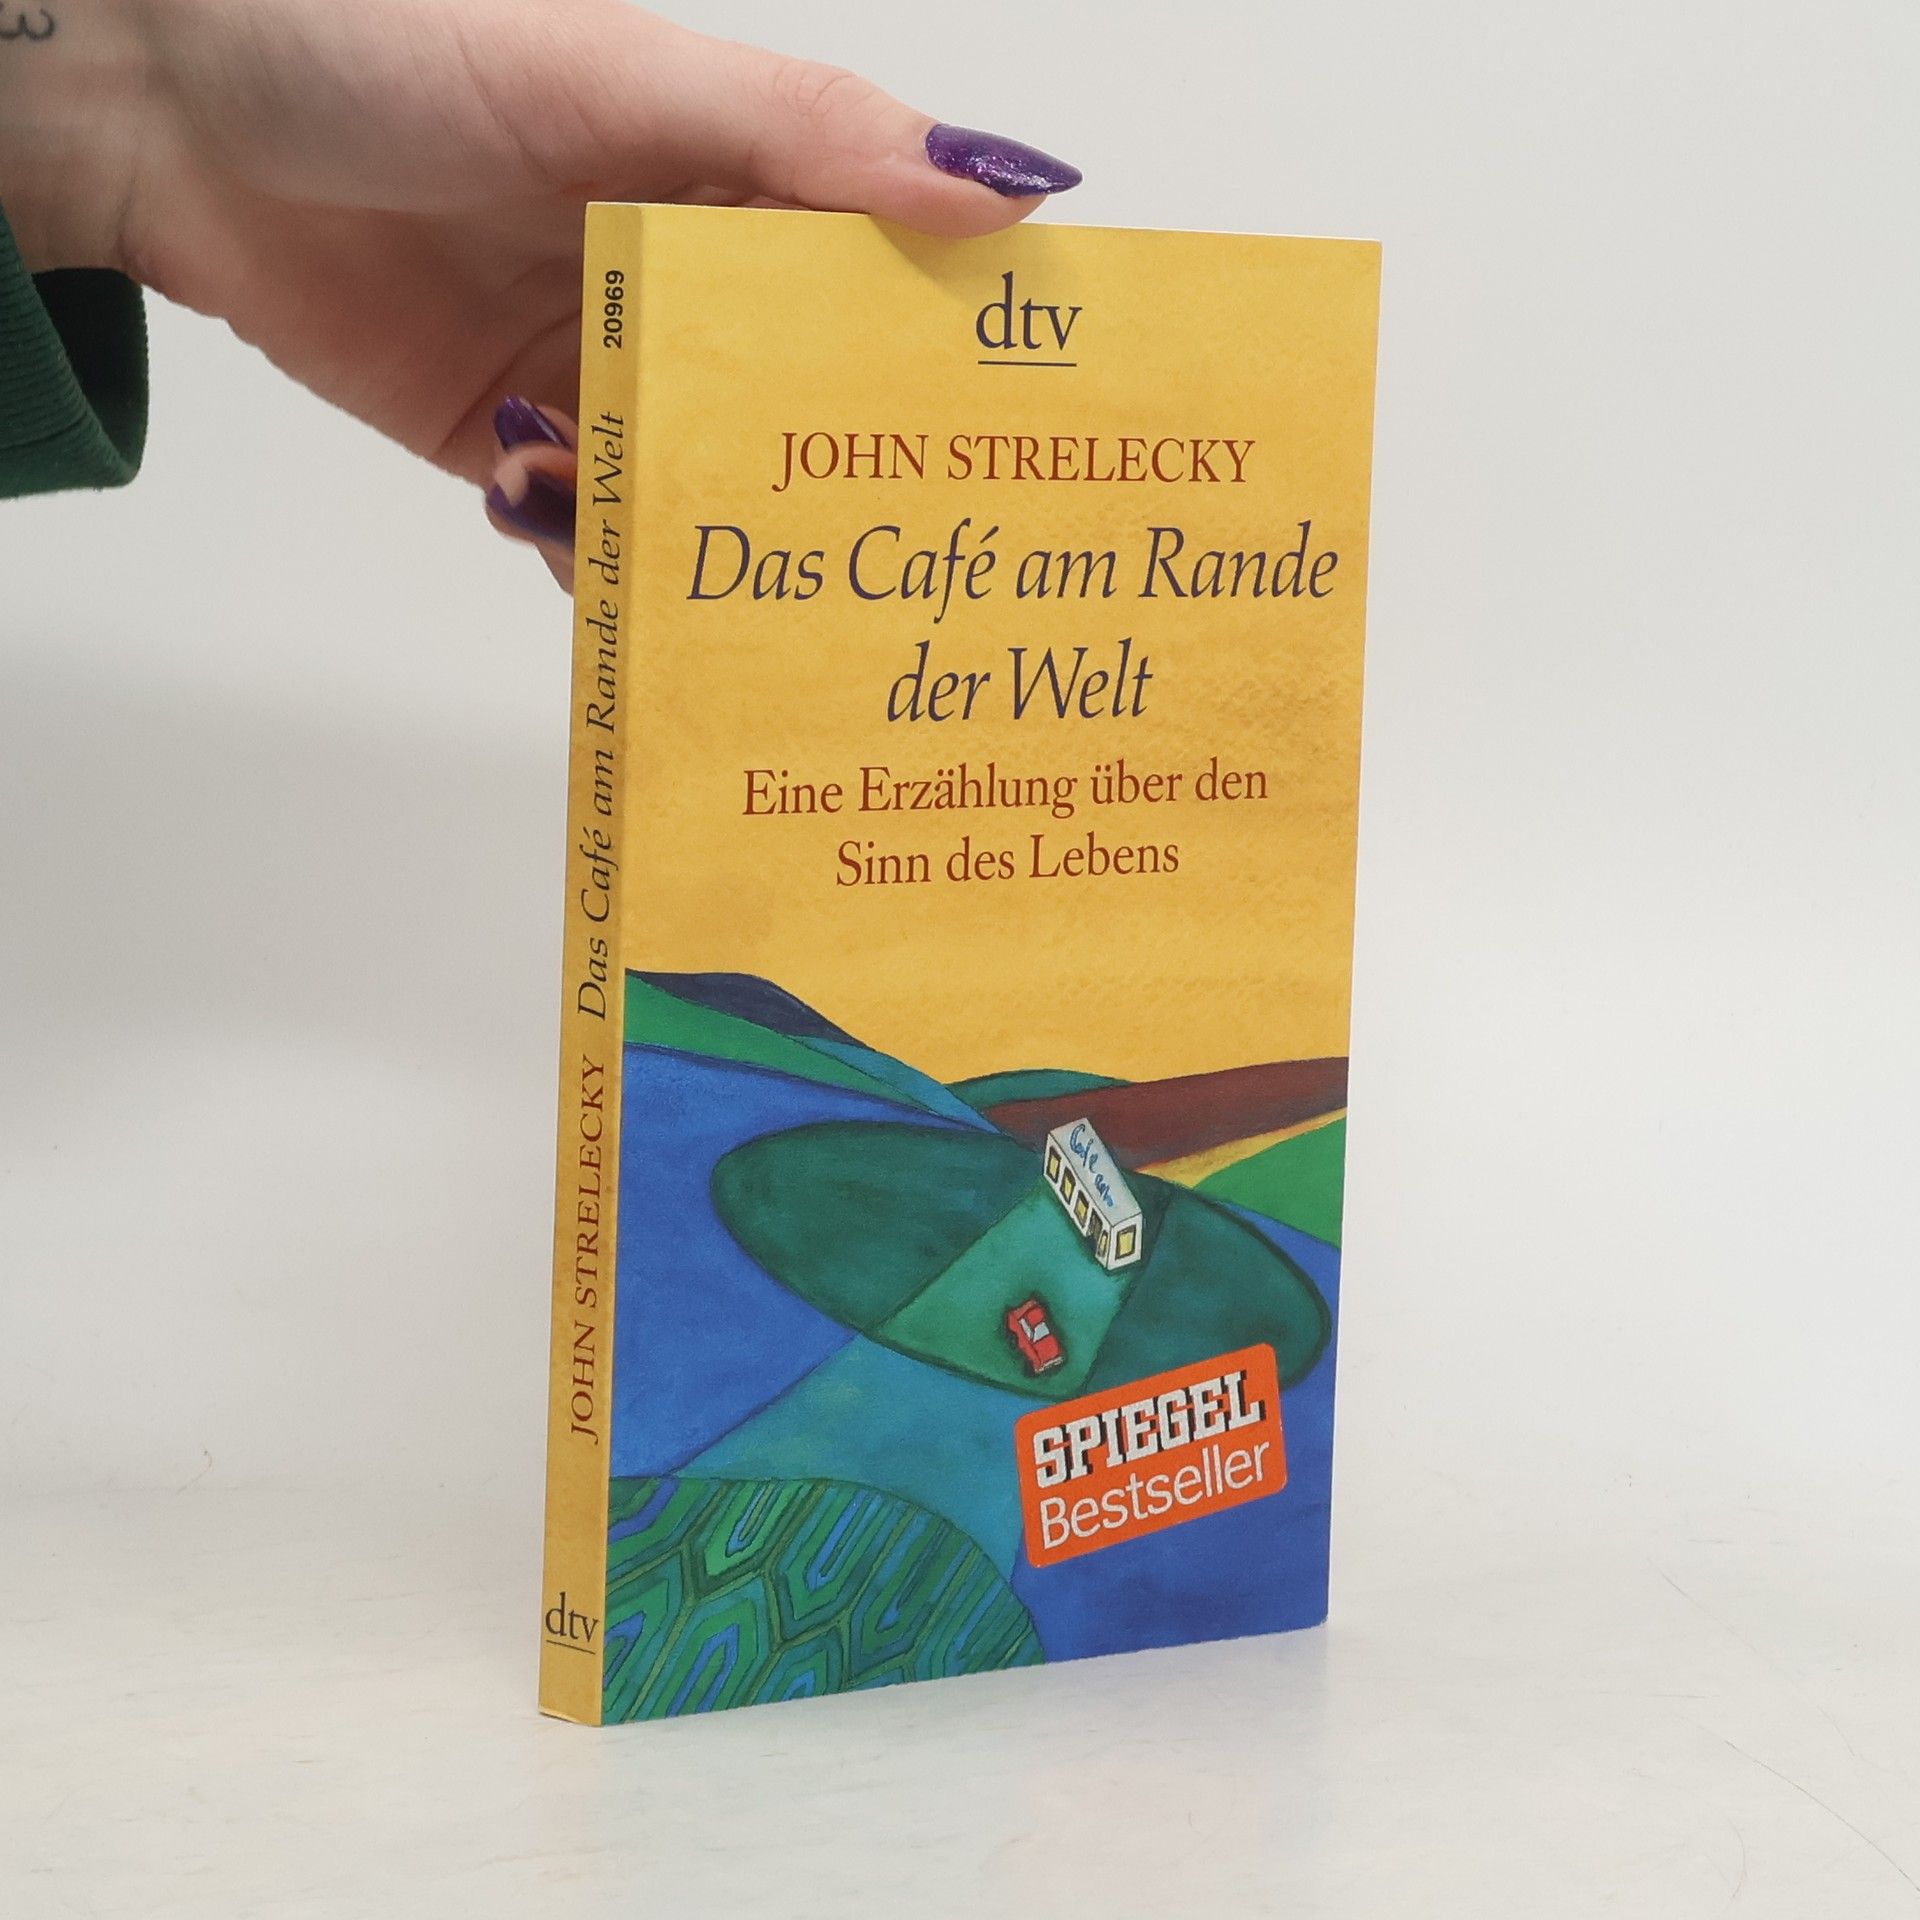 dtv
JOHN STRELECKY
Das Café am Rande
der Welt
Eine Erzählung über den
Sinn des Lebens
SPIEGEL
Bestseller
JOHN STRELECKY Das Café am Rande der Welt 20969
dtv